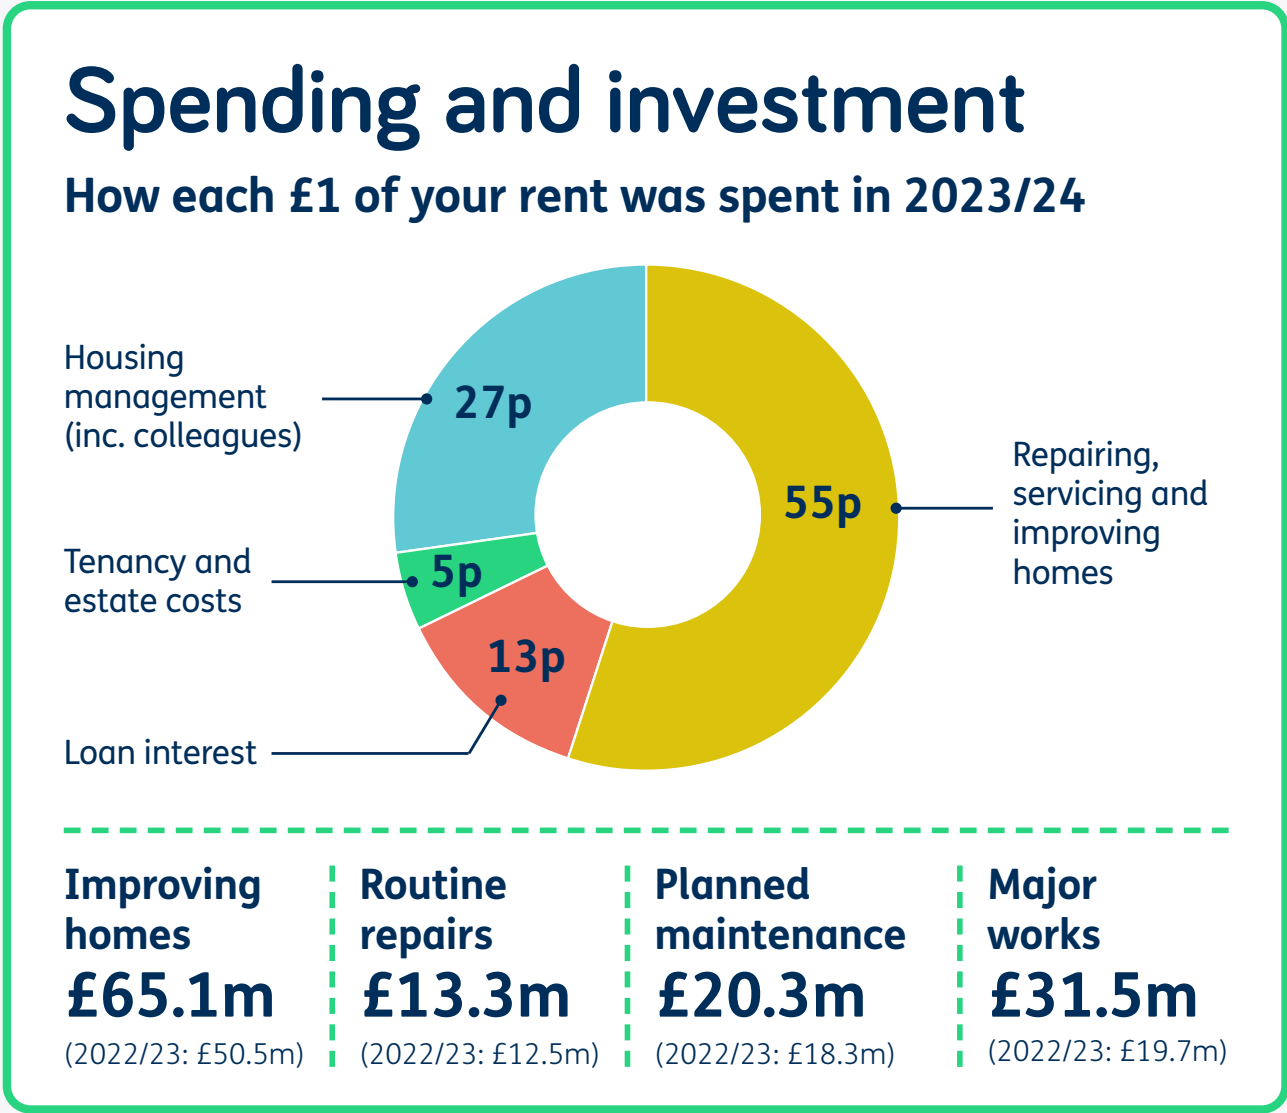 Spending and investment
How each £1 of your rent was spent in 2023/24
Housing
management
(inc. colleagues)
27p
55p
Repairing,
servicing and
improving
homes
Tenancy and
estate costs
5p
13p
Loan interest
Improving
homes
£65.1m
(2022/23: £50.5m)
Routine
repairs
£13.3m
(2022/23: £12.5m)
Planned
maintenance
£20.3m
(2022/23: £18.3m)
Major
works
£31.5m
(2022/23: £19.7m)